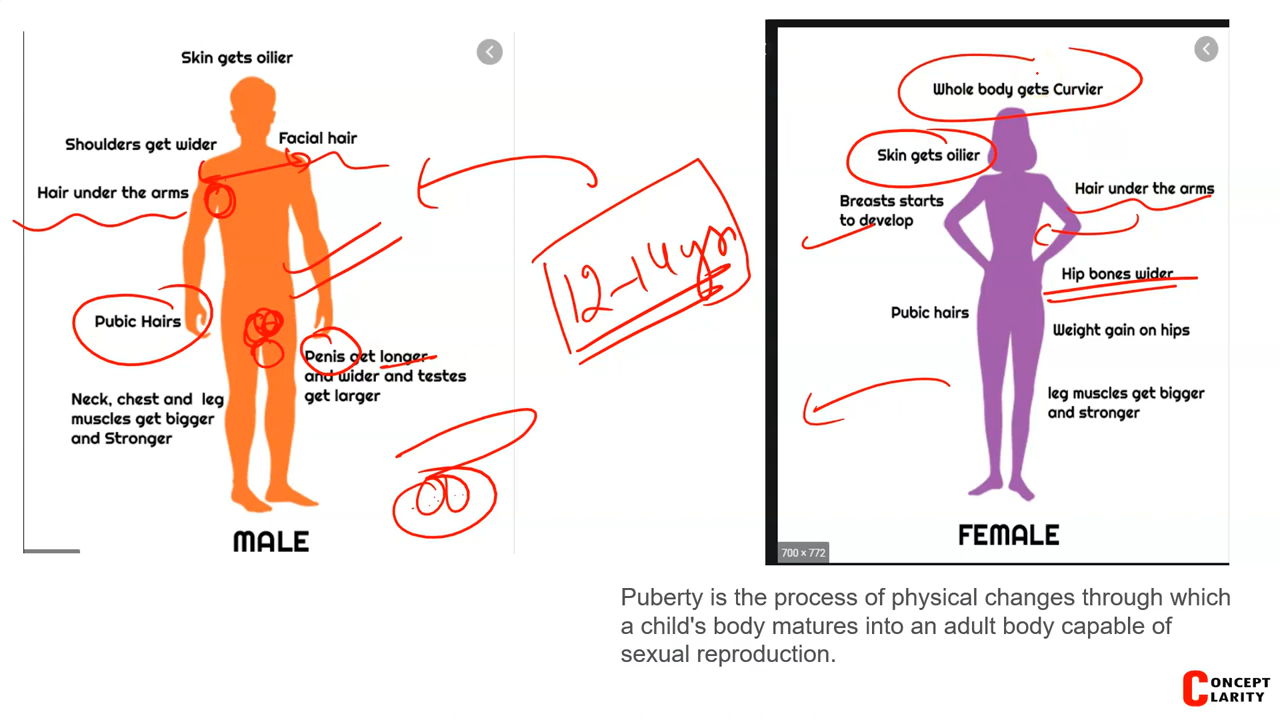 Skin gets oilier
Shoulders get wider
Facial hair
Hair under the arms
Pubic Hairs
Penis get longer
and wider and testes
get larger
Neck, chest and leg
muscles get bigger
and Stronger
MALE
12-14yr
Whole body gets Curvier
Skin gets oilier
Breasts starts
to develop
Hair under the arms
Hip bones wider
Pubic hairs
Weight gain on hips
leg muscles get bigger
and stronger
FEMALE
700 × 772
Puberty is the process of physical changes through which
a child's body matures into an adult body capable of
sexual reproduction.
CONCEPT
CLARITY